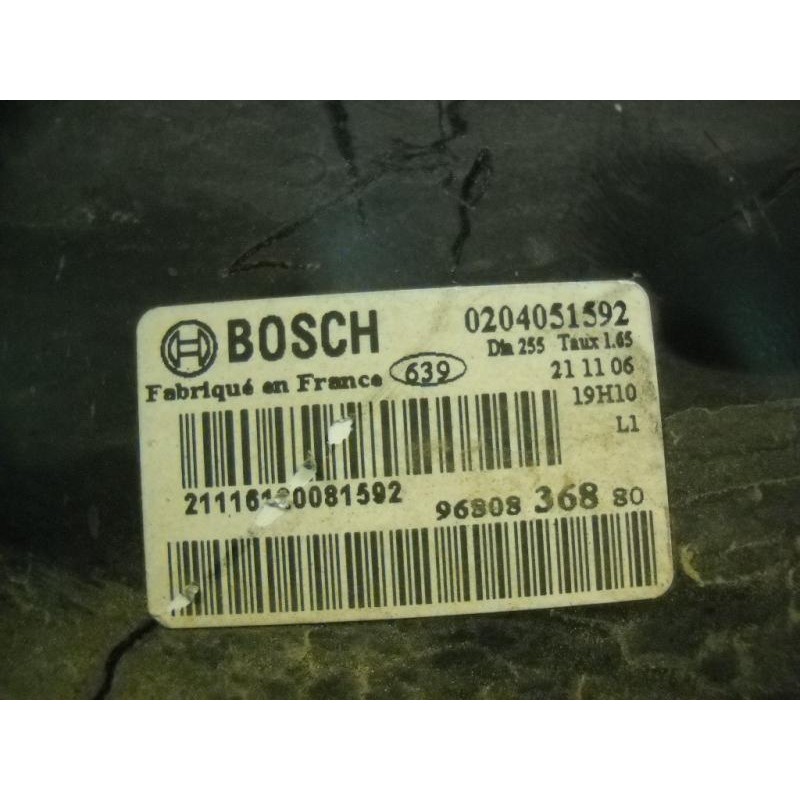 BOSCH 0204051592
Dia 255 Taux 1.65
Fabriqué en France 639 21 11 06
19H10
L1
96808 368 80